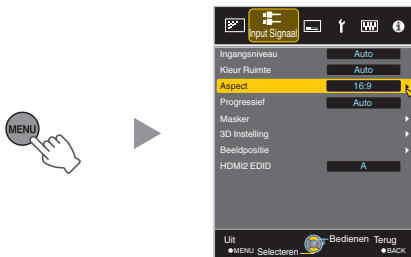 MENU
Input Signaal
Ingangsniveau Auto
Kleur Ruimte Auto
Aspect 16:9
Progressief Auto
Masker
3D Instelling
Beeldpositie
HDMI2 EDID A
Uit Bedienen Terug
MENU Selecteren BACK